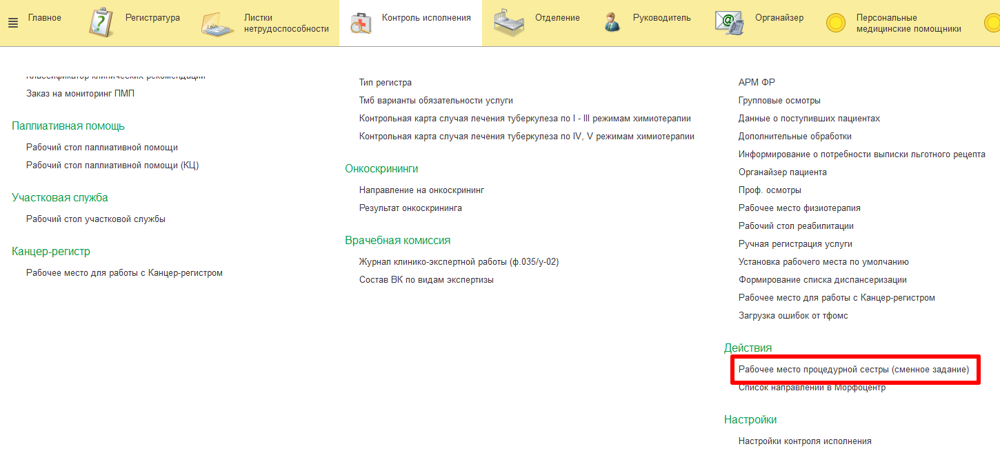 Главное
Регистратура
Листки
нетрудоспособности
Контроль исполнения
Отделение
Руководитель
Органайзер
Персональные
медицинские помощники
Классификатор клинических рекомендаций
Заказ на мониторинг ПМП
Паллиативная помощь
Рабочий стол паллиативной помощи
Рабочий стол паллиативной помощи (КЦ)
Участковая служба
Рабочий стол участковой службы
Канцер-регистр
Рабочее место для работы с Канцер-регистром
Тип регистра
Тмб варианты обязательности услуги
Контрольная карта случая лечения туберкулеза по I - III режимам химиотерапии
Контрольная карта случая лечения туберкулеза по IV, V режимам химиотерапии
Онкоскрининги
Направление на онкоскрининг
Результат онкоскрининга
Врачебная комиссия
Журнал клинико-экспертной работы (ф.035/у-02)
Состав ВК по видам экспертизы
АРМ ФР
Групповые осмотры
Данные о поступивших пациентах
Дополнительные обработки
Информирование о потребности выписки льготного рецепта
Органайзер пациента
Проф. осмотры
Рабочее место физиотерапия
Рабочий стол реабилитации
Ручная регистрация услуги
Установка рабочего места по умолчанию
Формирование списка диспансеризации
Рабочее место для работы с Канцер-регистром
Загрузка ошибок от тфомс
Действия
Рабочее место процедурной сестры (сменное задание)
Список направлений в Морфоцентр
Настройки
Настройки контроля исполнения